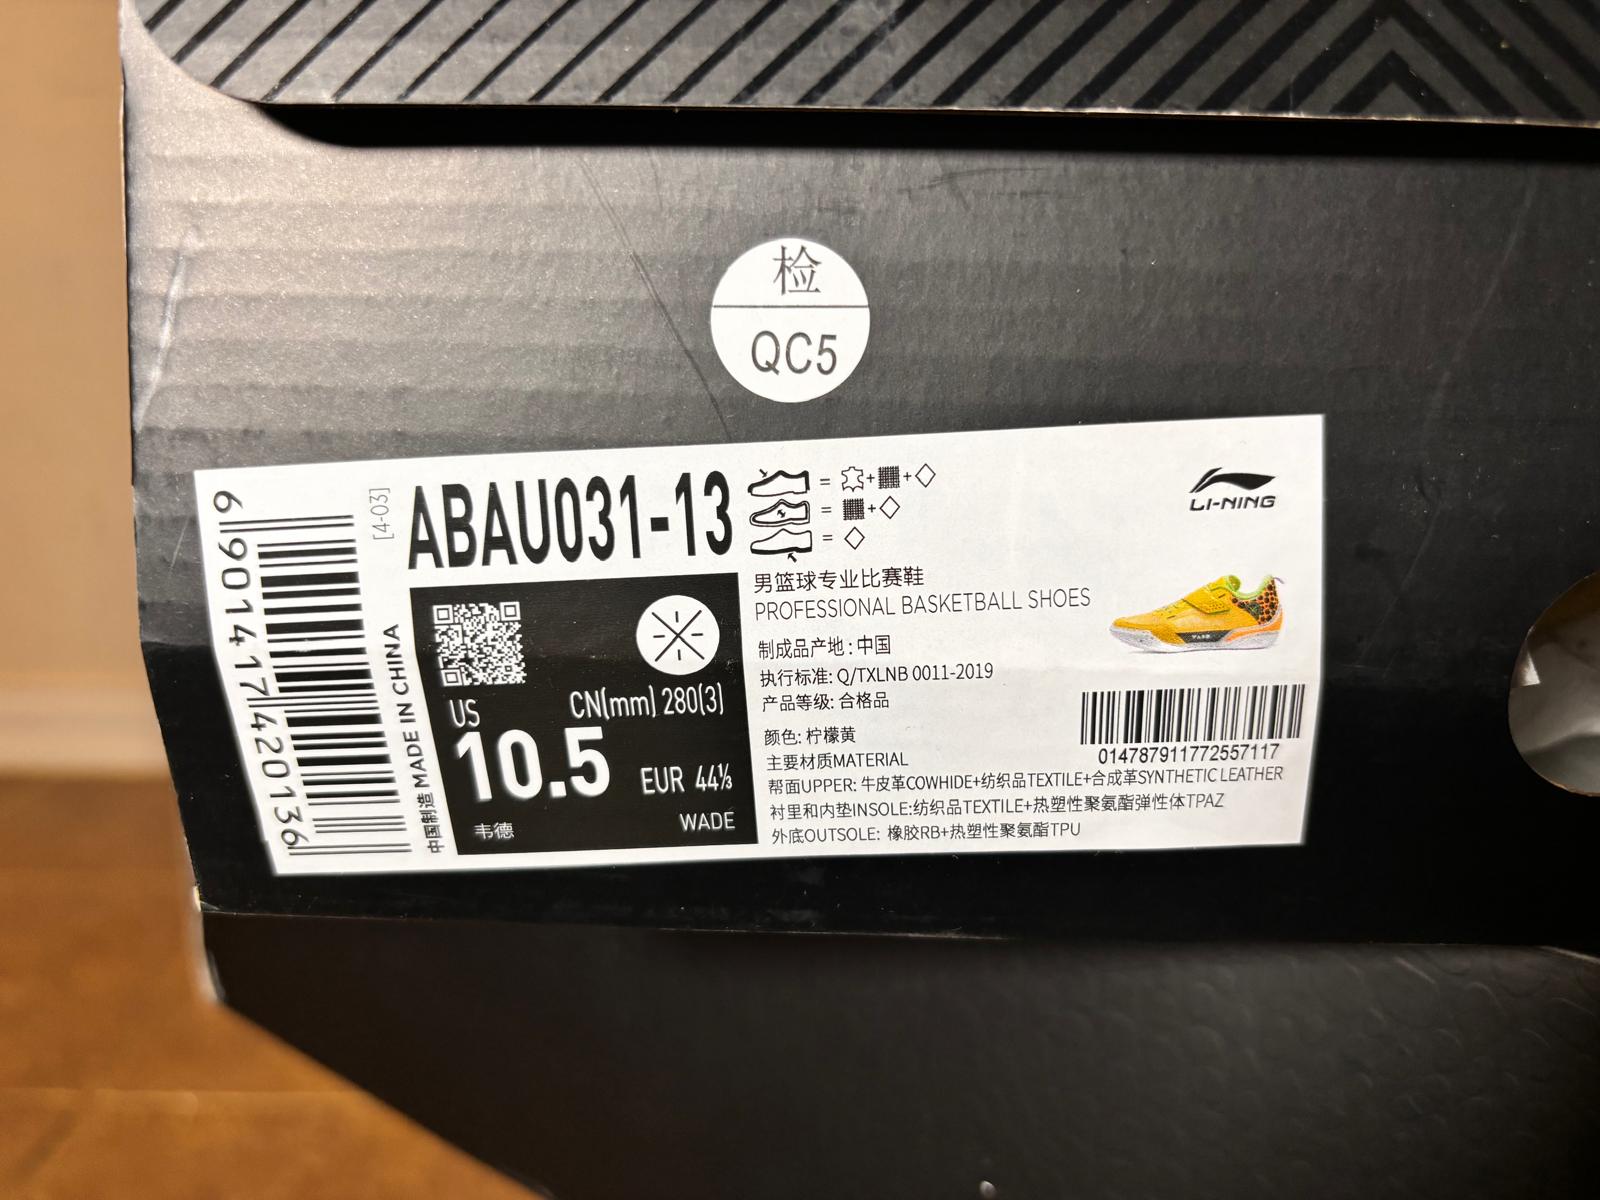 检
QC5
6901417420136
[4-03]
中国制造 MADE IN CHINA
ABAU031-13
US
10.5
CN(mm) 280(3)
EUR 44⅓
韦德
WADE
=
+
+
=
+
=
LI-NING
男篮球专业比赛鞋
PROFESSIONAL BASKETBALL SHOES
制成品产地: 中国
执行标准: Q/TXLNB 0011-2019
产品等级: 合格品
颜色: 柠檬黄
主要材质MATERIAL
帮面UPPER: 牛皮革COWHIDE+纺织品TEXTILE+合成革SYNTHETIC LEATHER
衬里和内垫INSOLE:纺织品TEXTILE+热塑性聚氨酯弹性体TPAZ
外底OUTSOLE: 橡胶RB+热塑性聚氨酯TPU
014787911772557117